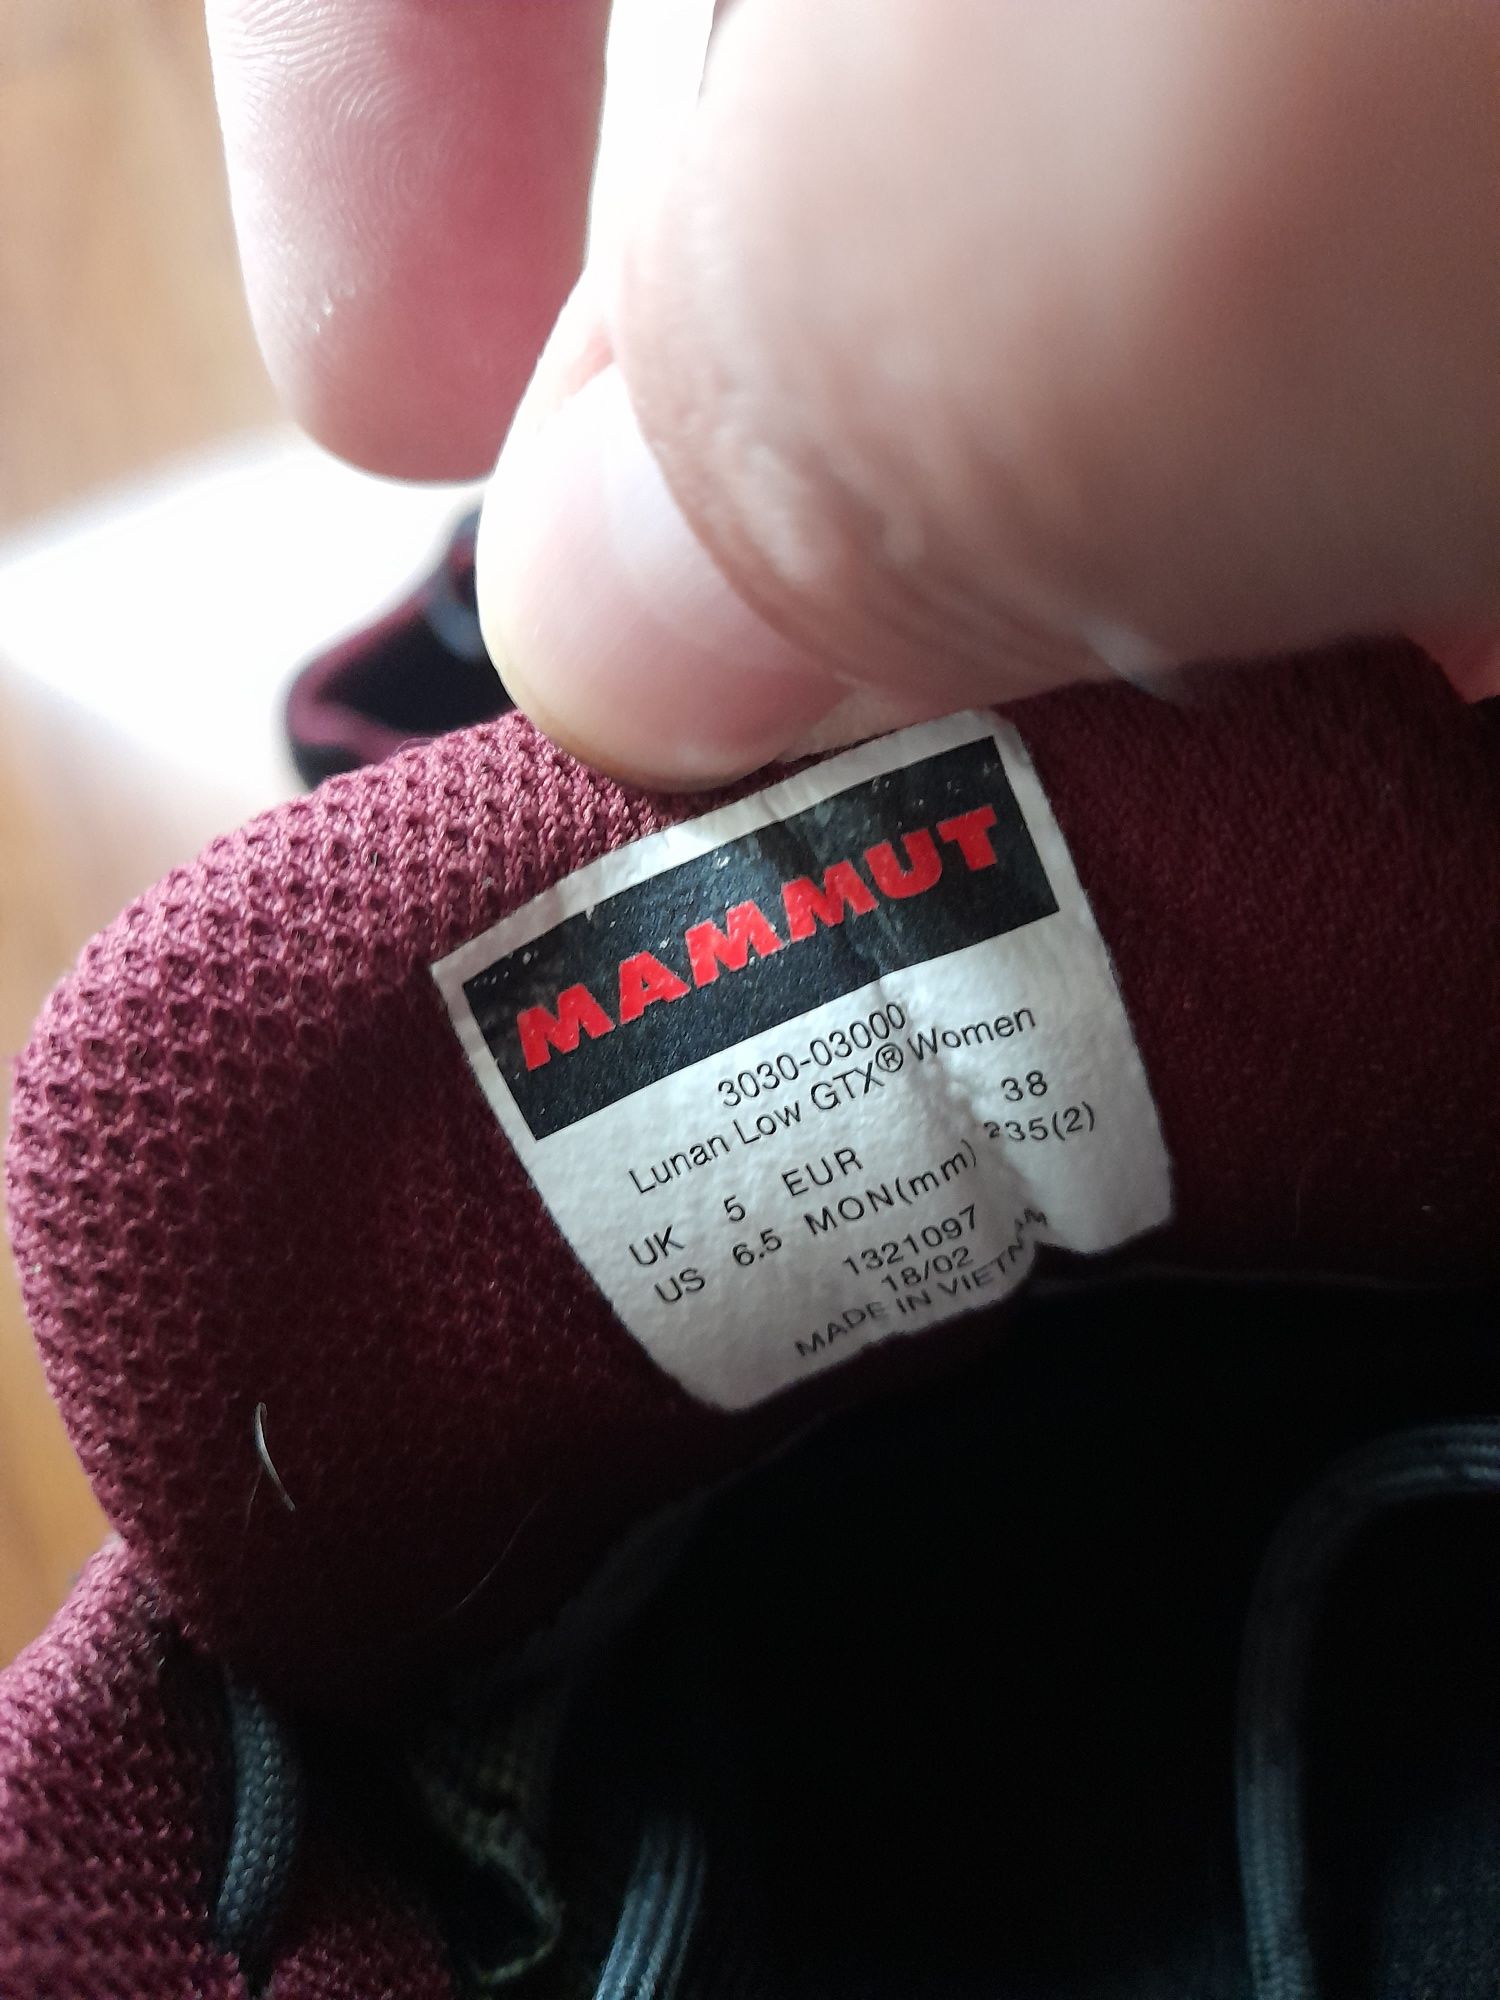 MAMMUT
3030-03000
Lunan Low GTX® Women
UK 5 EUR 38
US 6.5 MON(mm) 235(2)
1321097
18/02
MADE IN VIETNAM